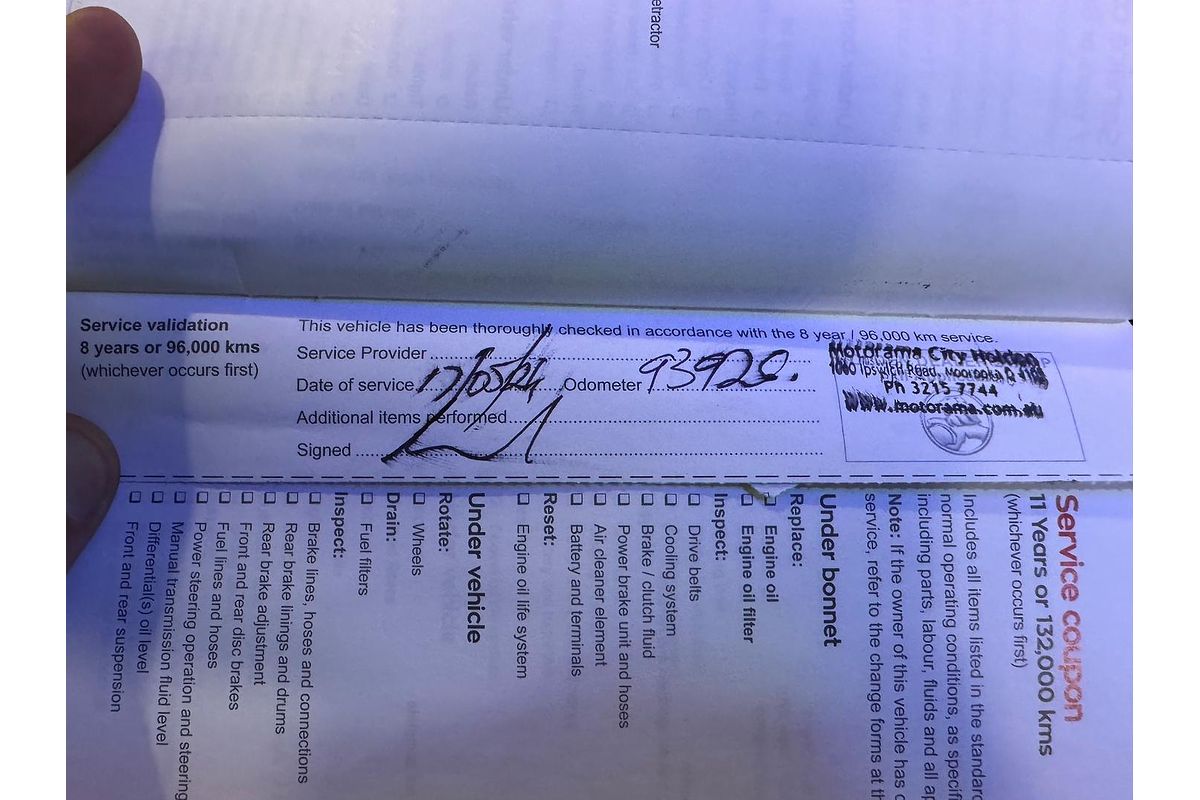 etractor
Service validation
8 years or 96,000 kms
(whichever occurs first)
This vehicle has been thoroughly checked in accordance with the 8 year / 96,000 km service.
Service Provider
Date of service 17/05/24 Odometer 93928.
Additional items performed
Signed
Motorama City Holden
1080 Ipswich Road, Moorooka Q 4105
Ph 3215 7744
www.motorama.com.au
Service coupon
11 Years or 132,000 kms
(whichever occurs first)
Includes all items listed in the standard
normal operating conditions, as specif
including parts, labour, fluids and all ap
Note: If the owner of this vehicle has c
service, refer to the change forms at th
Under bonnet
Replace:
Engine oil
Engine oil filter
Inspect:
Drive belts
Cooling system
Brake / clutch fluid
Power brake unit and hoses
Air cleaner element
Battery and terminals
Reset:
Engine oil life system
Under vehicle
Rotate:
Wheels
Drain:
Fuel filters
Inspect:
Brake lines, hoses and connections
Rear brake linings and drums
Rear brake adjustment
Front and rear disc brakes
Fuel lines and hoses
Power steering operation and steering
Manual transmission fluid level
Differential(s) oil level
Front and rear suspension